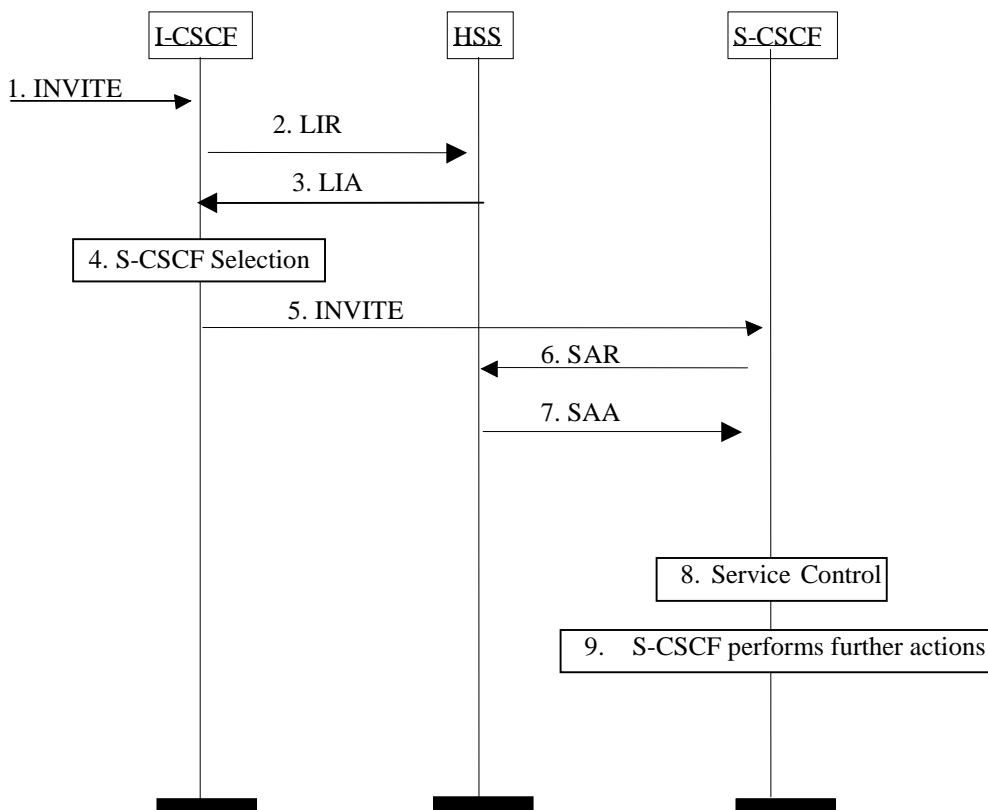 I-CSCF
HSS
S-CSCF
1. INVITE
2. LIR
3. LIA
4. S-CSCF Selection
5. INVITE
6. SAR
7. SAA
8. Service Control
9. S-CSCF performs further actions